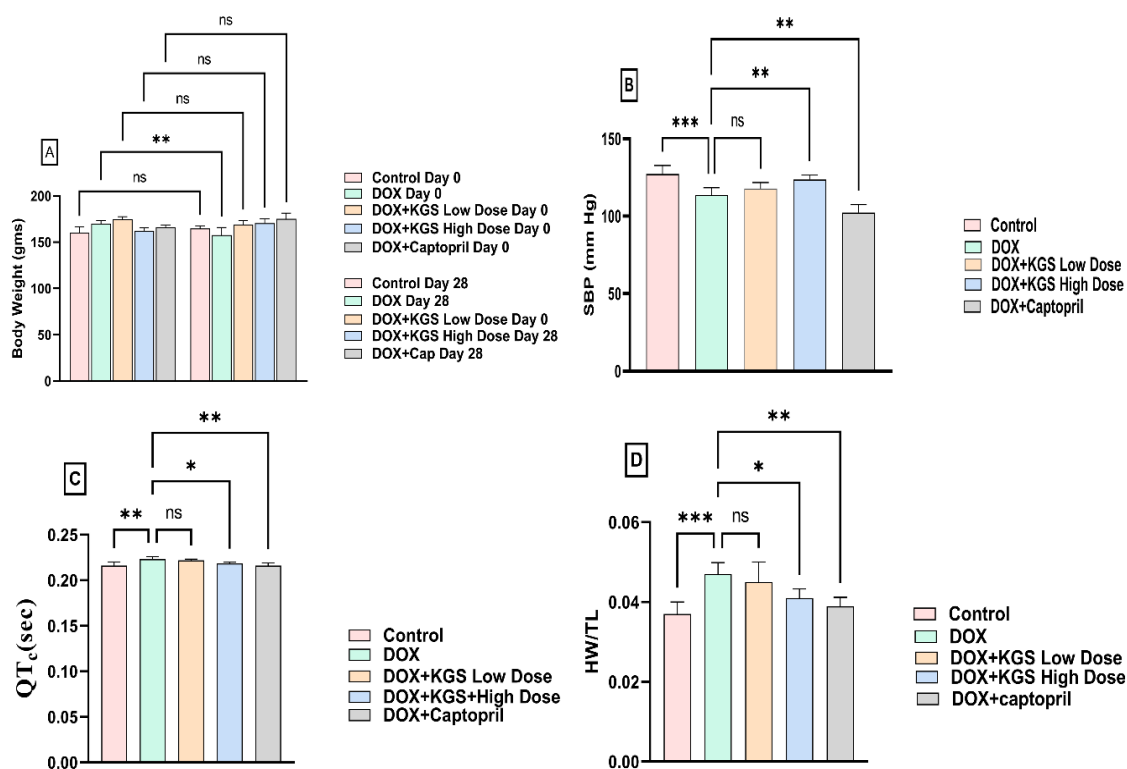 A
ns
ns
ns
**
ns
Body Weight (gms)
200
150
100
50
0
Control Day 0
DOX Day 0
DOX+KGS Low Dose Day 0
DOX+KGS High Dose Day 0
DOX+Captopril Day 0
Control Day 28
DOX Day 28
DOX+KGS Low Dose Day 0
DOX+KGS High Dose Day 28
DOX+Cap Day 28
B
**
**
***
ns
SBP (mm Hg)
150
100
50
0
Control
DOX
DOX+KGS Low Dose
DOX+KGS High Dose
DOX+Captopril
C
**
*
**
ns
QTc(sec)
0.25
0.20
0.15
0.10
0.05
0.00
Control
DOX
DOX+KGS Low Dose
DOX+KGS+High Dose
DOX+Captopril
D
**
*
***
ns
HW/TL
0.06
0.04
0.02
0.00
Control
DOX
DOX+KGS Low Dose
DOX+KGS High Dose
DOX+captopril